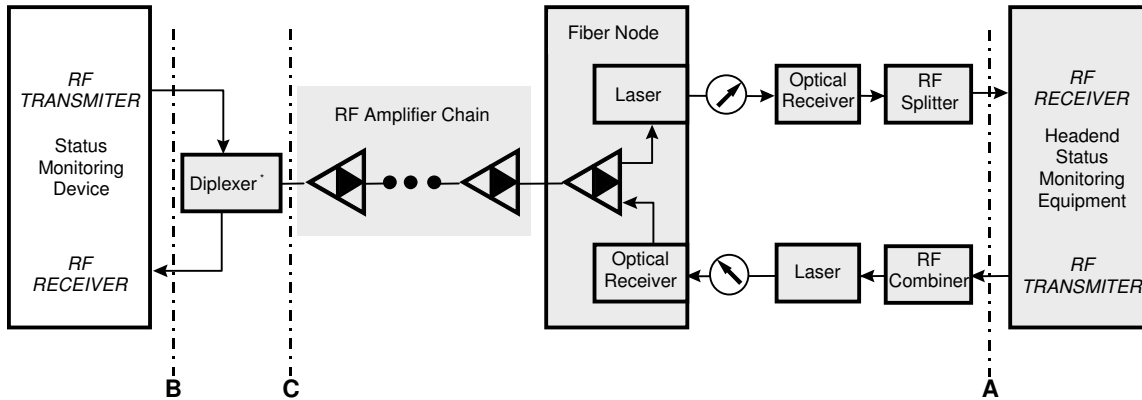 RF
TRANSMITER
Status
Monitoring
Device
RF
RECEIVER
Diplexer*
RF Amplifier Chain
Fiber Node
Laser
Optical
Receiver
Optical
Receiver
RF
Splitter
Laser
RF
Combiner
RF
RECEIVER
Headend
Status
Monitoring
Equipment
RF
TRANSMITER
B
C
A